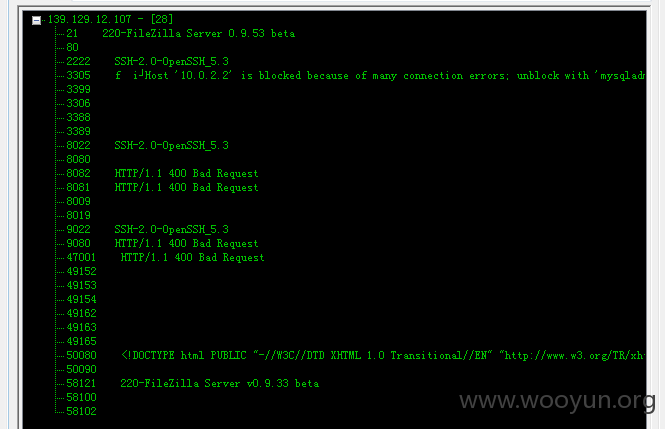 139.129.12.107 - [28]
21 220-FileZilla Server 0.9.53 beta
80
2222 SSH-2.0-OpenSSH_5.3
3305 f i┘Host '10.0.2.2' is blocked because of many connection errors; unblock with 'mysqladm
3399
3306
3388
3389
8022 SSH-2.0-OpenSSH_5.3
8080
8082 HTTP/1.1 400 Bad Request
8081 HTTP/1.1 400 Bad Request
8009
8019
9022 SSH-2.0-OpenSSH_5.3
9080 HTTP/1.1 400 Bad Request
47001 HTTP/1.1 400 Bad Request
49152
49153
49154
49162
49163
49165
50080 <!DOCTYPE html PUBLIC "-//W3C//DTD XHTML 1.0 Transitional//EN" "http://www.w3.org/TR/xh
50090
58121 220-FileZilla Server v0.9.33 beta
58100
58102
www.wooyun.org